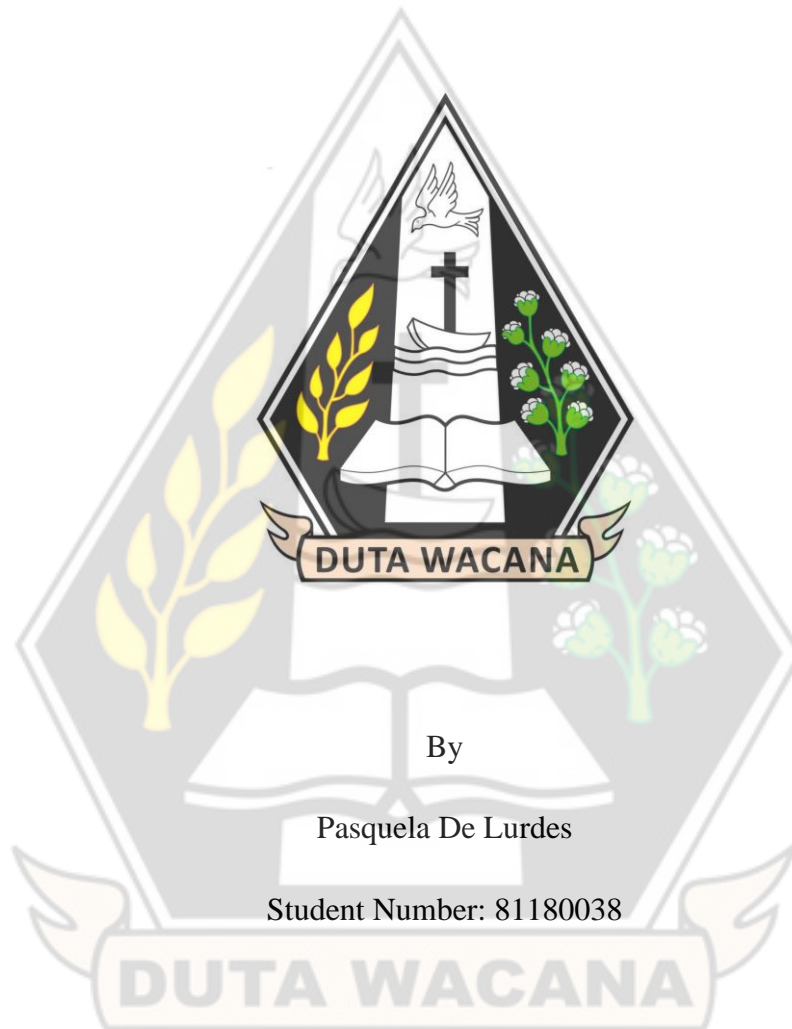 DUTA WACANA
By
Pasquela De Lurdes
Student Number: 81180038
DUTA WACANA